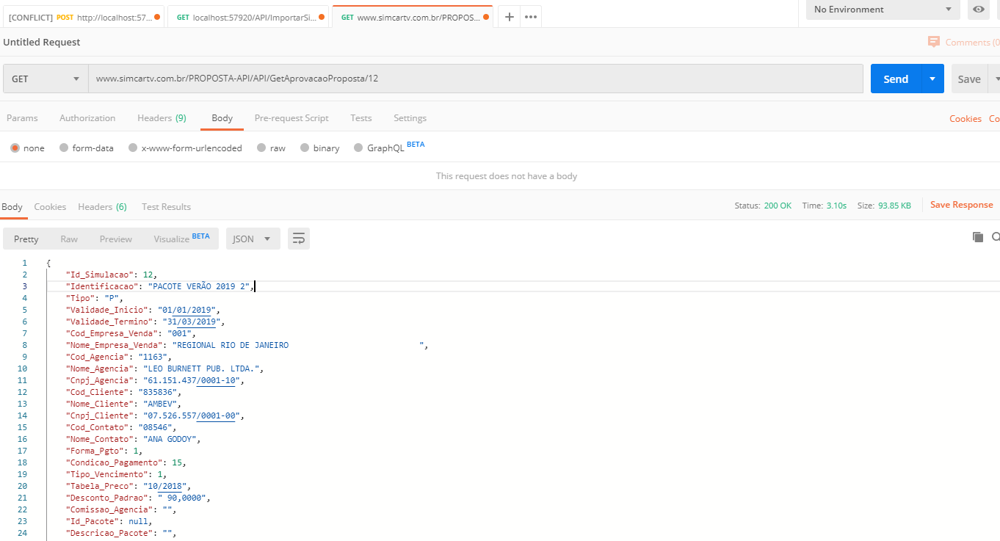 [CONFLICT] POST http://localhost:57... GET localhost:57920/API/ImportarSi... GET www.simcartv.com.br/PROPOS... No Environment
Untitled Request Comments (0
GET www.simcartv.com.br/PROPOSTA-API/API/GetAprovacaoProposta/12 Send Save
Params Authorization Headers (9) Body Pre-request Script Tests Settings Cookies Co
none form-data x-www-form-urlencoded raw binary GraphQL BETA
This request does not have a body
Body Cookies Headers (6) Test Results Status: 200 OK Time: 3.10s Size: 93.85 KB Save Response
Pretty Raw Preview Visualize BETA JSON
1 {
2 "Id_Simulacao": 12,
3 "Identificacao": "PACOTE VERÃO 2019 2",
4 "Tipo": "P",
5 "Validade_Inicio": "01/01/2019",
6 "Validade_Termino": "31/03/2019",
7 "Cod_Empresa_Venda": "001",
8 "Nome_Empresa_Venda": "REGIONAL RIO DE JANEIRO                           ",
9 "Cod_Agencia": "1163",
10 "Nome_Agencia": "LEO BURNETT PUB. LTDA.",
11 "Cnpj_Agencia": "61.151.437/0001-10",
12 "Cod_Cliente": "835836",
13 "Nome_Cliente": "AMBEV",
14 "Cnpj_Cliente": "07.526.557/0001-00",
15 "Cod_Contato": "08546",
16 "Nome_Contato": "ANA GODOY",
17 "Forma_Pgto": 1,
18 "Condicao_Pagamento": 15,
19 "Tipo_Vencimento": 1,
20 "Tabela_Preco": "10/2018",
21 "Desconto_Padrao": " 90,0000",
22 "Comissao_Agencia": "",
23 "Id_Pacote": null,
24 "Descricao_Pacote": "",